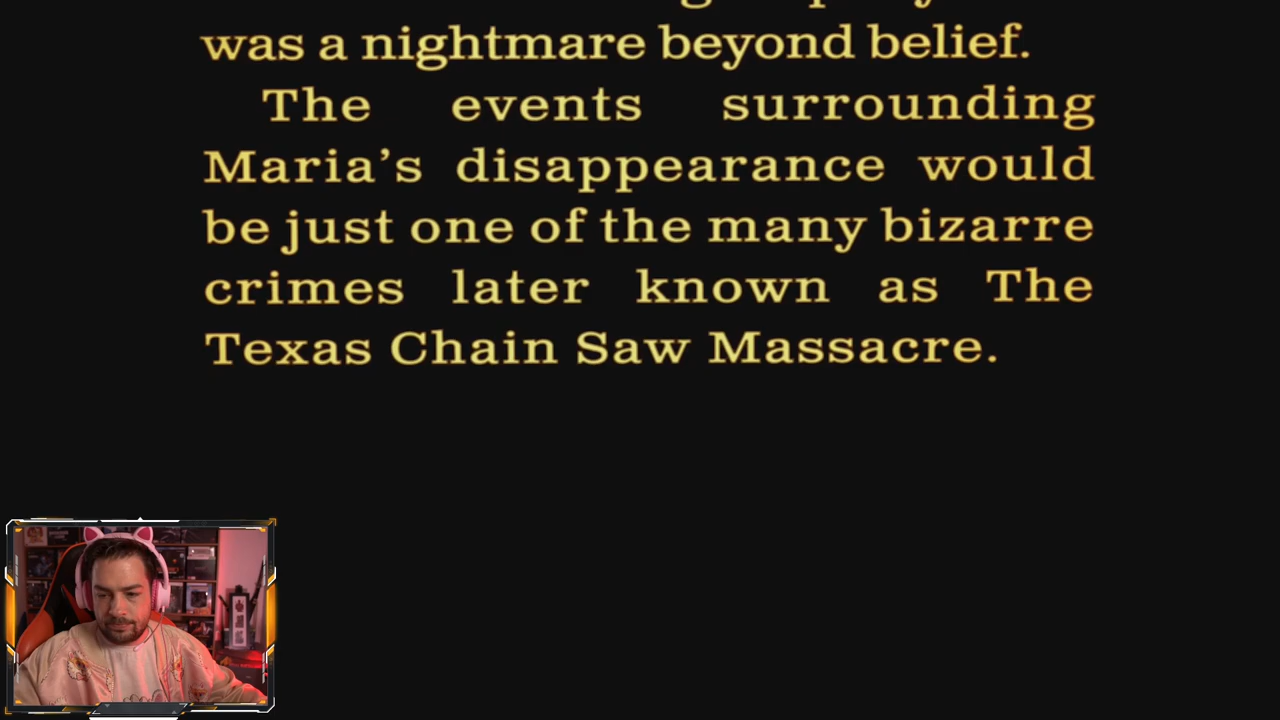 was a nightmare beyond belief.
The events surrounding
Maria’s disappearance would
be just one of the many bizarre
crimes later known as The
Texas Chain Saw Massacre.